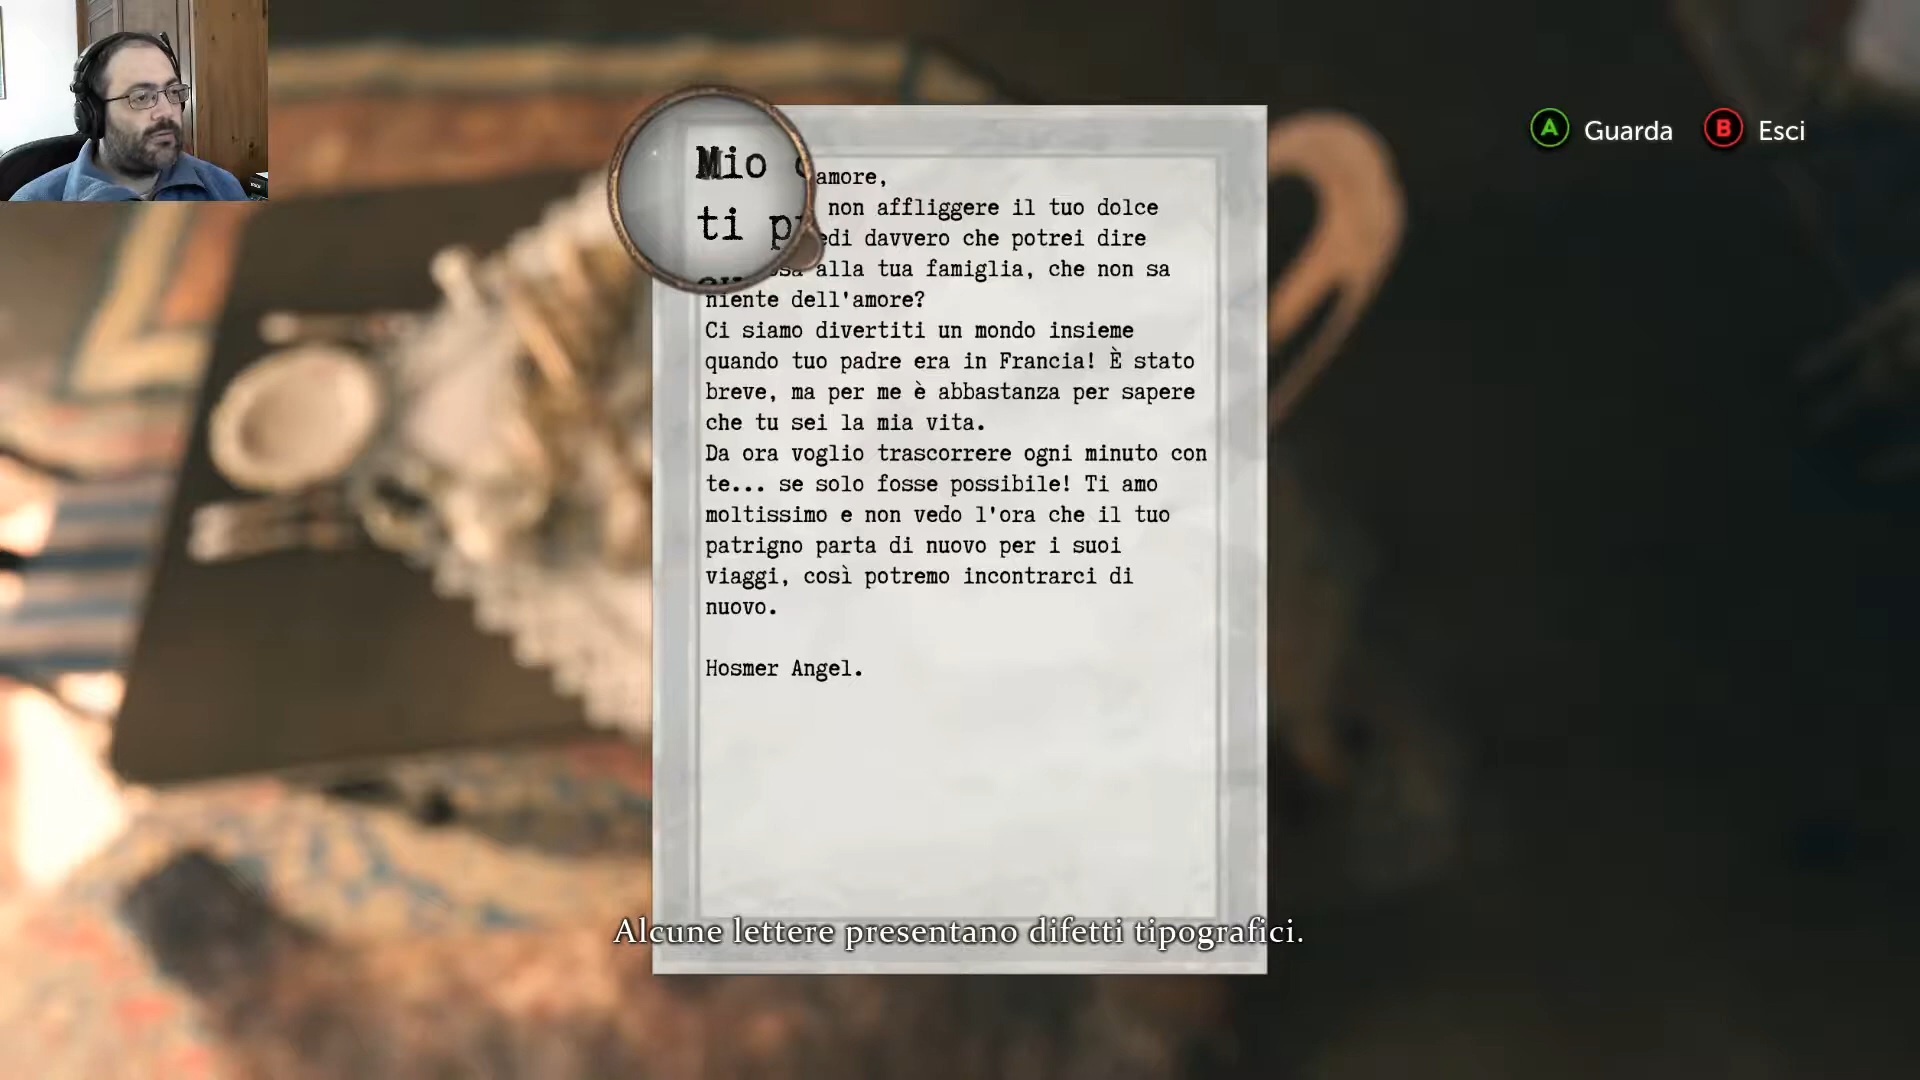 Mio
amore,
ti p
non affliggere il tuo dolce
edi davvero che potrei dire
osa alla tua famiglia, che non sa
niente dell'amore?
Ci siamo divertiti un mondo insieme
quando tuo padre era in Francia! È stato
breve, ma per me è abbastanza per sapere
che tu sei la mia vita.
Da ora voglio trascorrere ogni minuto con
te... se solo fosse possibile! Ti amo
moltissimo e non vedo l'ora che il tuo
patrigno parta di nuovo per i suoi
viaggi, così potremo incontrarci di
nuovo.
Hosmer Angel.
Alcune lettere presentano difetti tipografici.
A Guarda B Esci